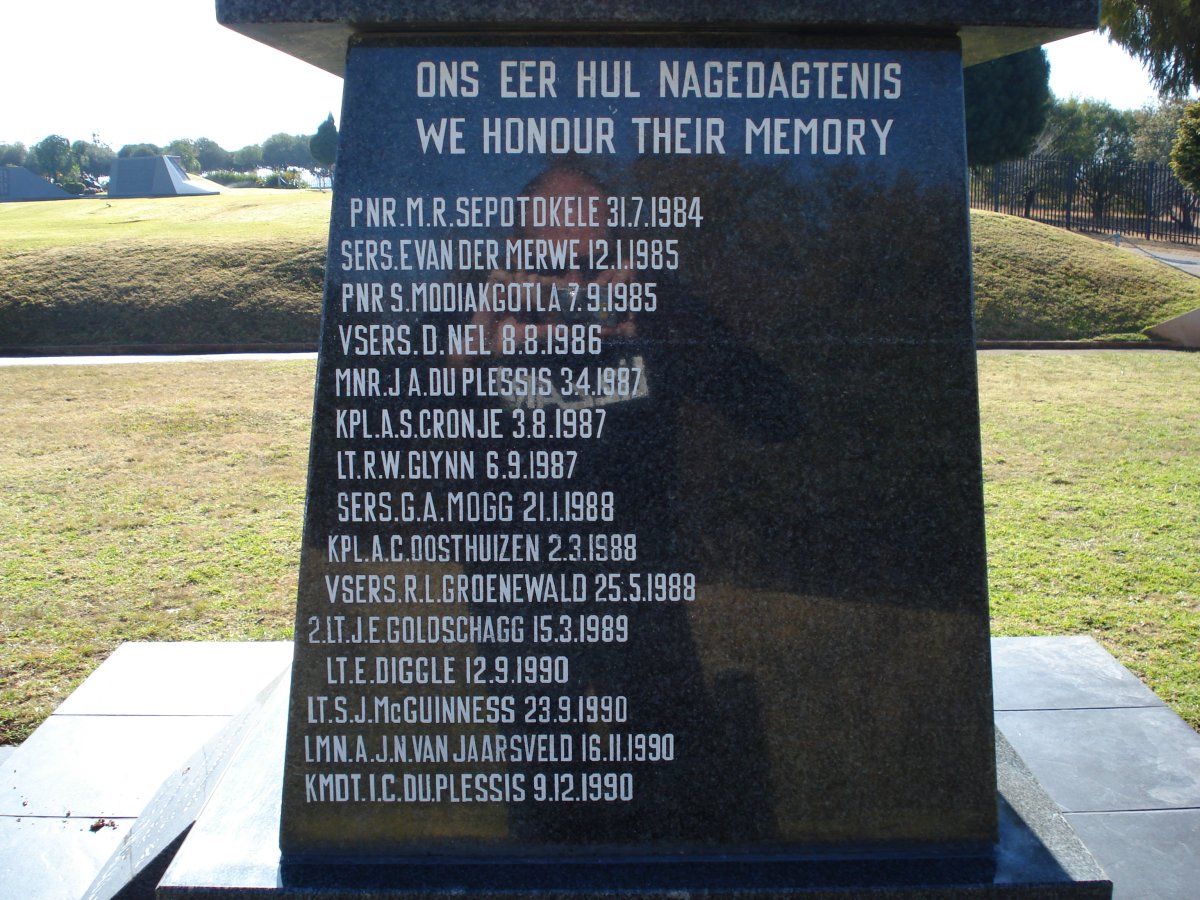 ONS EER HUL NAGEDAGTENIS
WE HONOUR THEIR MEMORY
PNR.M.R.SEPOTOKELE 31.7.1984
SERS.E VAN DER MERWE 12.1.1985
PNR S.MODIAKGOTLA 7.9.1985
VSERS.D.NEL 8.8.1986
MNR.J A.DU PLESSIS 3.4.1987
KPL.A.S.CRONJE 3.8.1987
LT.R.W.GLYNN 6.9.1987
SERS.G.A.MOGG 21.1.1988
KPL.A.C.OOSTHUIZEN 2.3.1988
VSERS.R.L.GROENEWALD 25.5.1988
2.LT.J.E.GOLDSCHAGG 15.3.1989
LT.E.DIGGLE 12.9.1990
LT.S.J.McGUINNESS 23.9.1990
LMN.A.J.N.VAN JAARSVELD 16.11.1990
KMDT.I.C.DU.PLESSIS 9.12.1990